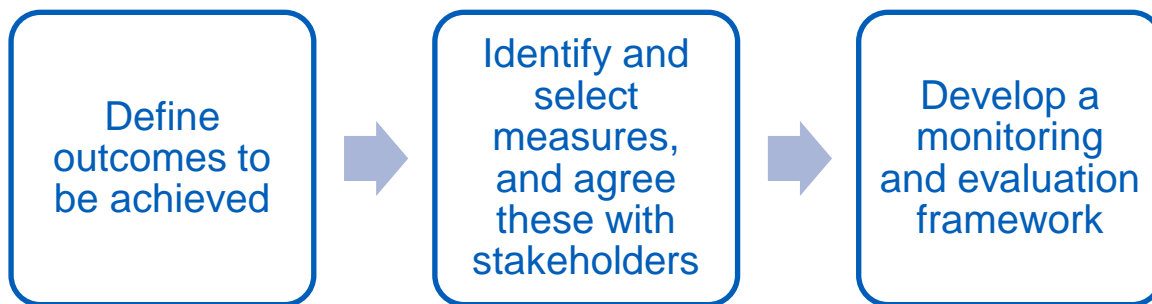 Define
outcomes to
be achieved
Identify and
select
measures,
and agree
these with
stakeholders
Develop a
monitoring
and evaluation
framework